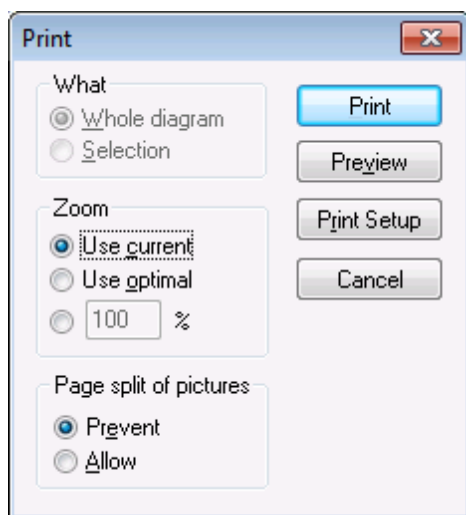 Print
What
Whole diagram
Selection
Zoom
Use current
Use optimal
100 %
Page split of pictures
Prevent
Allow
Print
Preview
Print Setup
Cancel